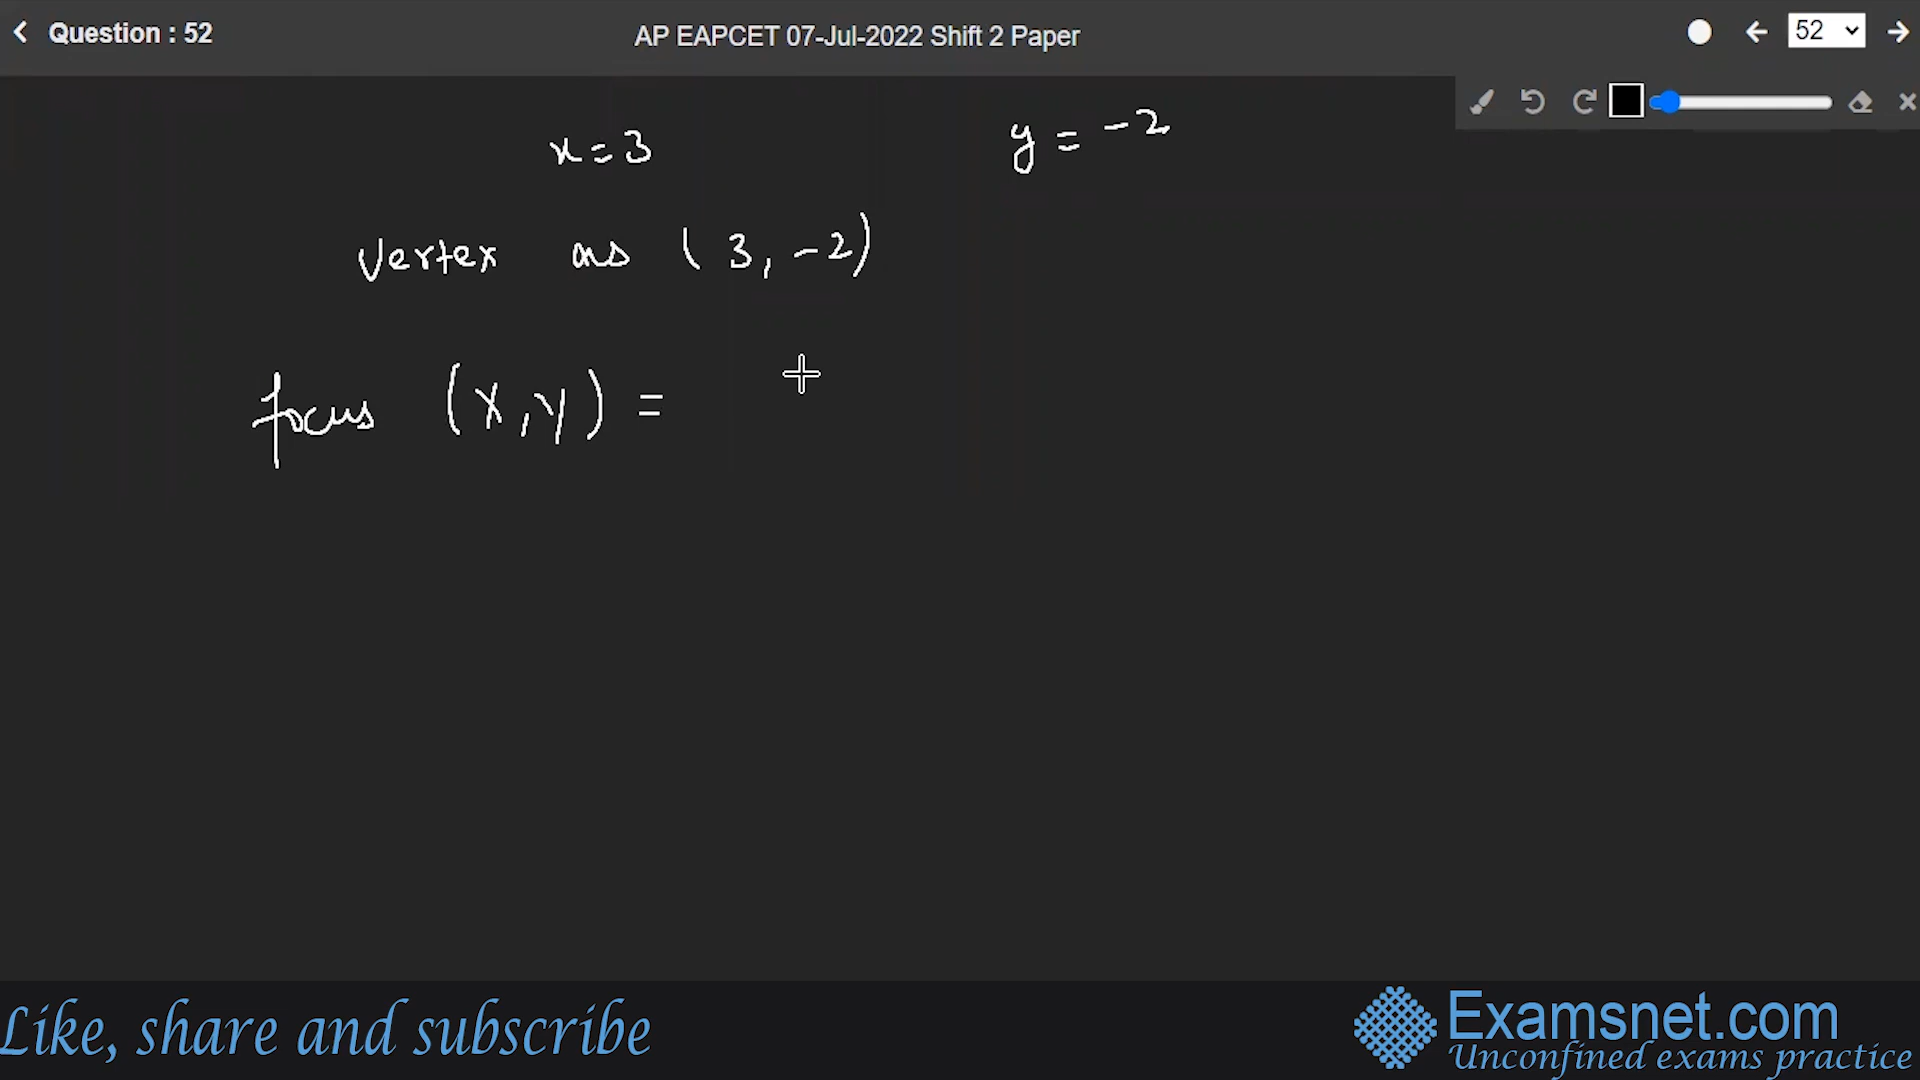 Question : 52
AP EAPCET 07-Jul-2022 Shift 2 Paper
52
x = 3 y = -2
Vertex as (3, -2)
focus (X, Y) =
Like, share and subscribe
Examsnet.com
Unconfined exams practice